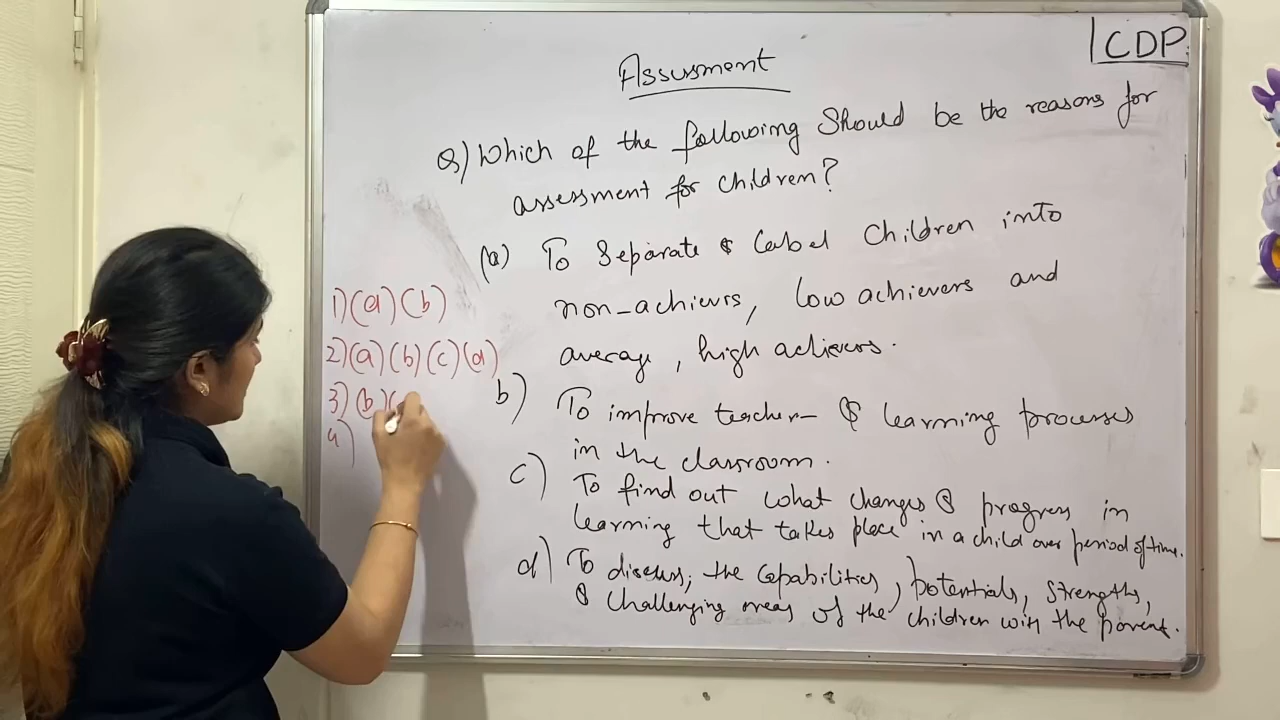 CDP
Assessment
Q) Which of the following Should be the reasons for
assessment for children?
(a) To Separate & Label Children into
non-achievers, low achievers and
average, high achievers.
b) To improve teacher- & learning processes
in the classroom.
c) To find out what changes & progress in
learning that takes place in a child over period of time.
d) To discuss, the Capabilities, potentials, strengths,
& challenging areas of the children with the parent.
1) (a) (b)
2) (a) (b) (c) (d)
3) (b) (
4)